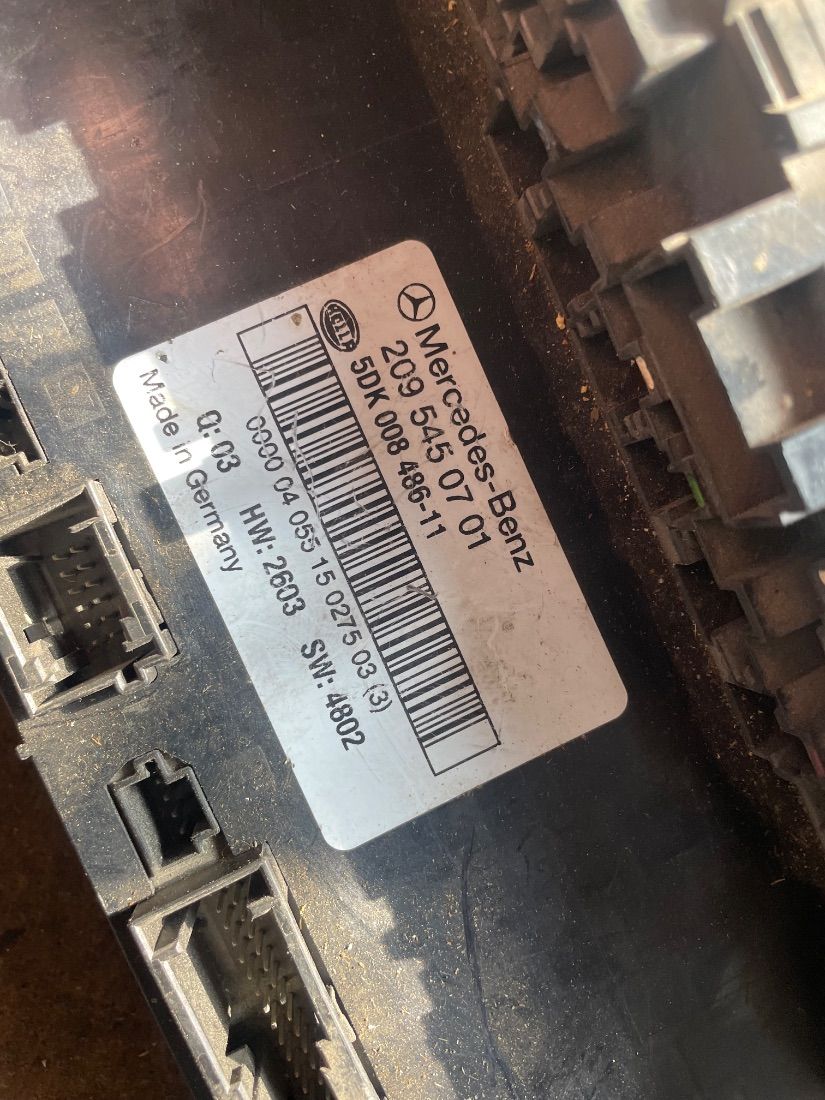 Mercedes-Benz
209 545 07 01
HELLA
5DK 008 486-11
0000 04 055 15 0275 03 (3)
Q: 03 HW: 2603 SW: 4802
Made in Germany